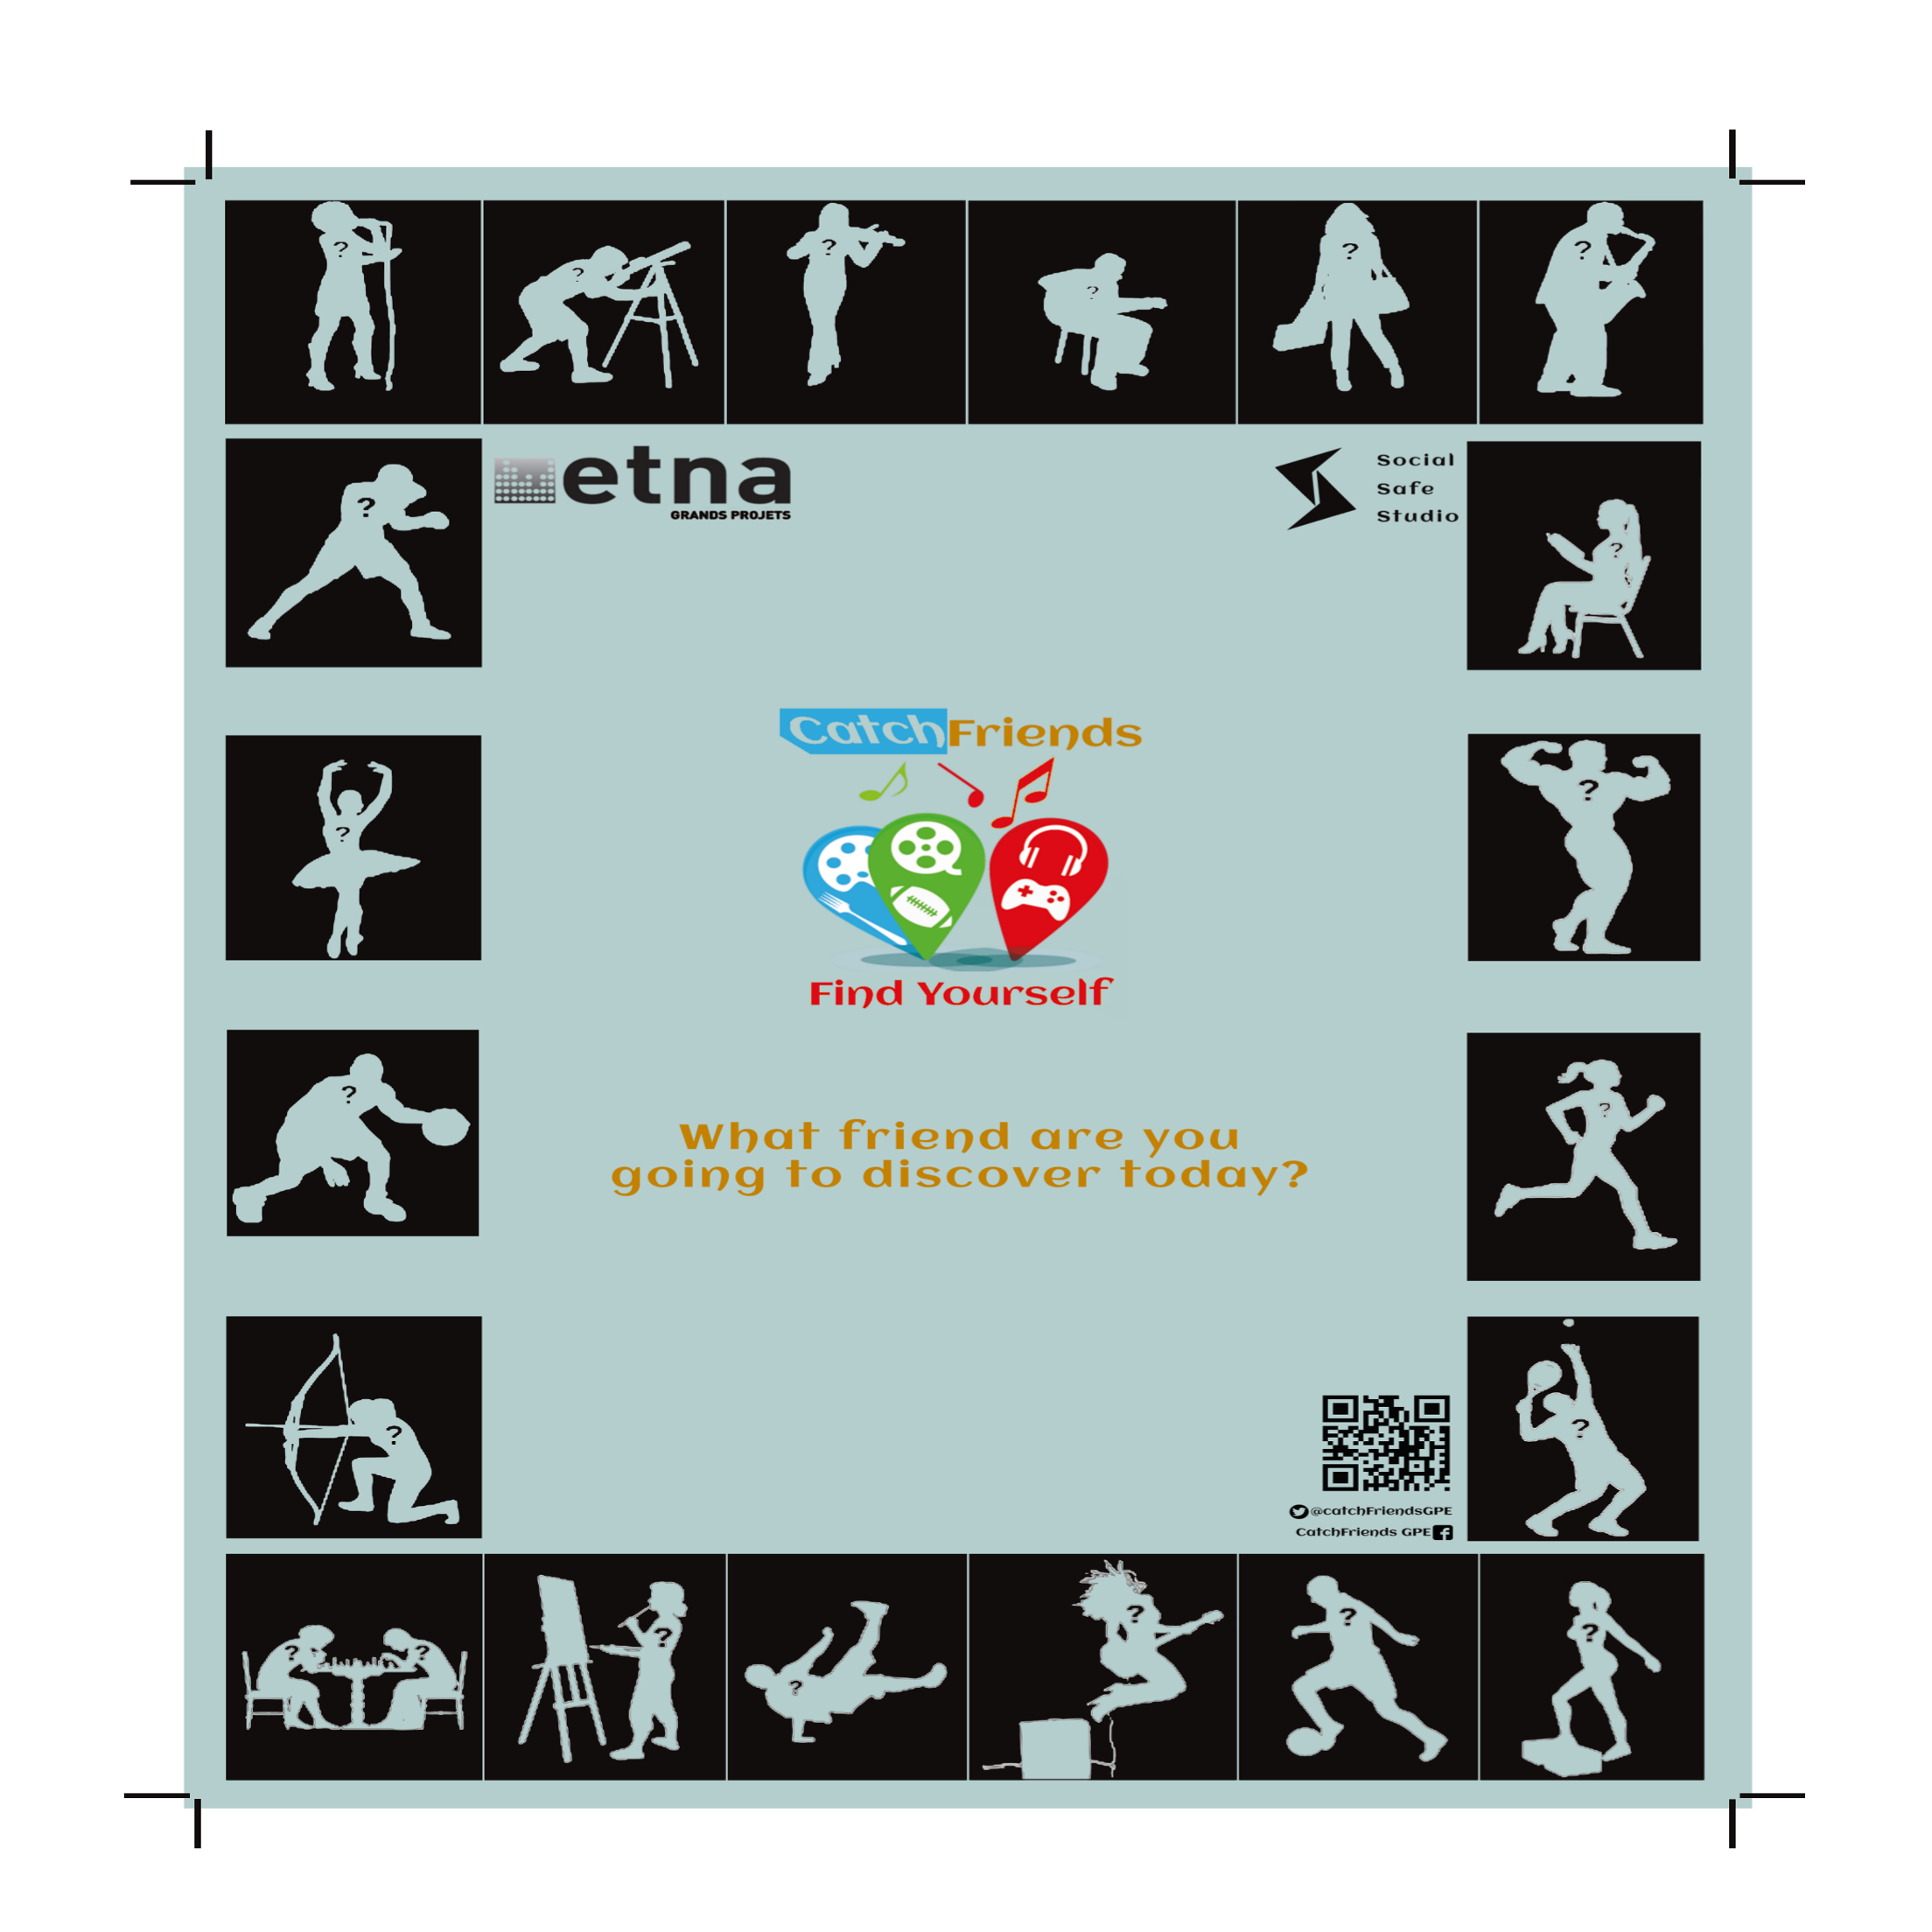 ? ? ? ? ? ?
etna
GRANDS PROJETS
Social
Safe
Studio
?
?
CatchFriends
?
?
Find Yourself
?
?
What friend are you
going to discover today?
?
?
@catchFriendsGPE
CatchFriends GPE
? ? ? ? ? ? ?